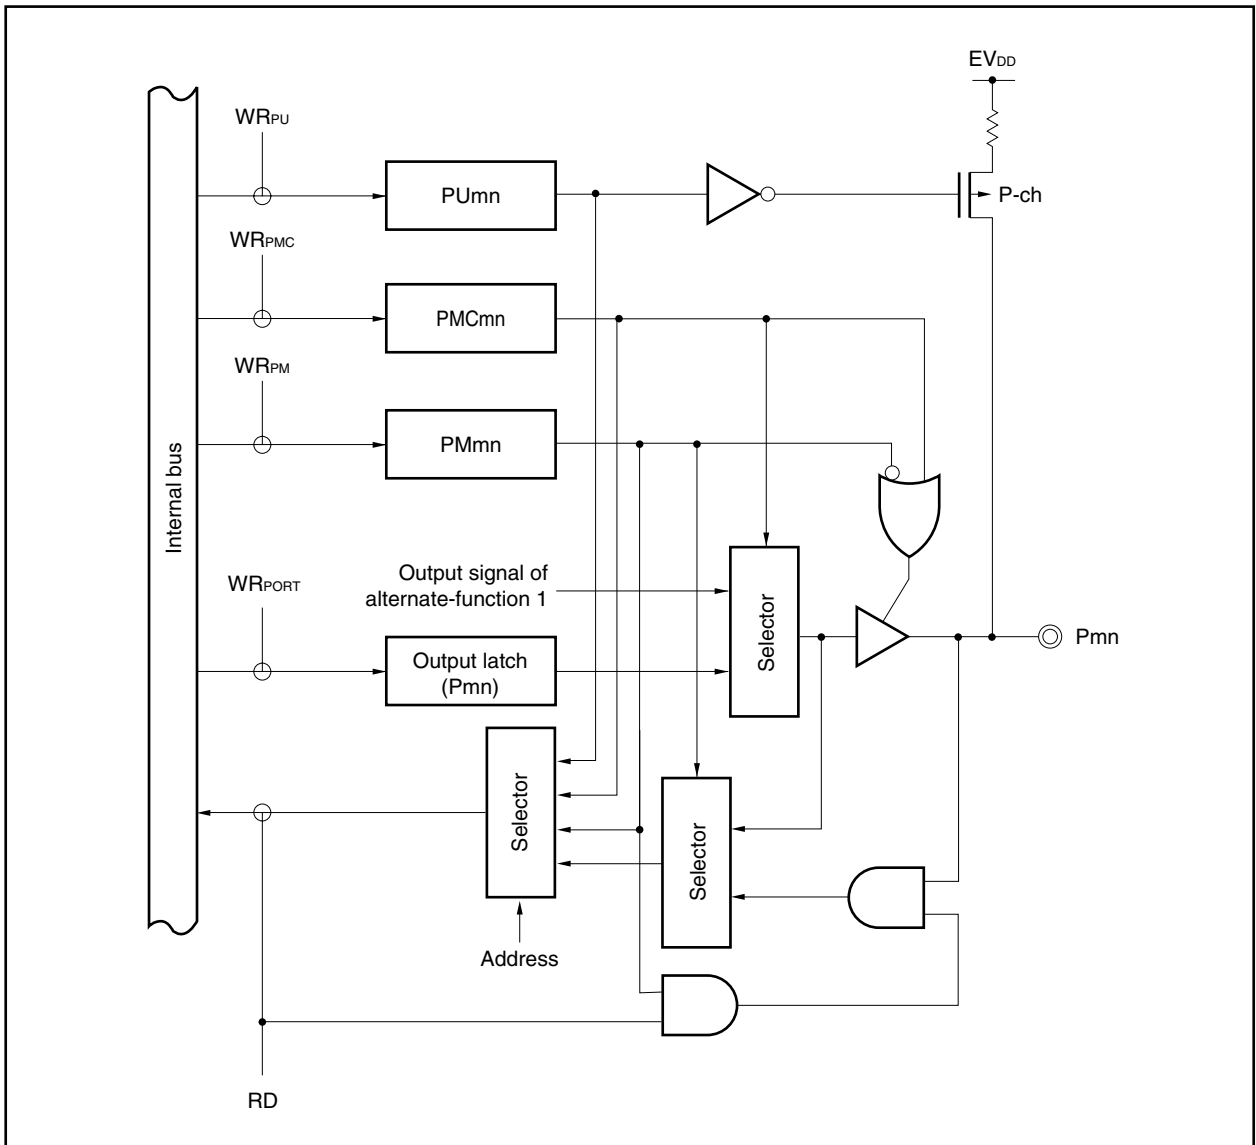 EVDD
WRPU
PUmn
P-ch
WRPMC
PMCmn
WRPM
PMmn
Internal bus
Output signal of
alternate-function 1
WRPORT
Selector
Output latch
(Pmn)
Pmn
Selector
Selector
Address
RD